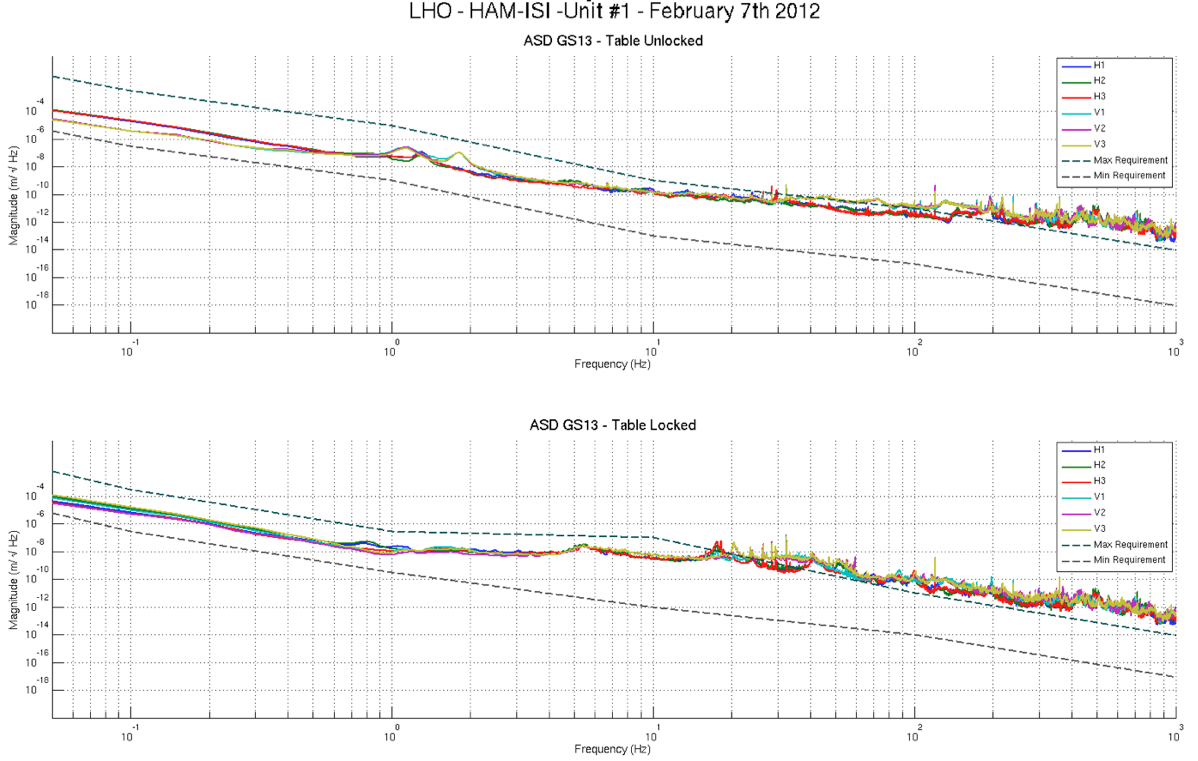 LHO - HAM-ISI -Unit #1 - February 7th 2012
ASD GS13 - Table Unlocked
Magnitude (m/√ Hz)
10 -4
10 -6
10 -8
10 -8
10 -10
10 -12
10 -14
10 -16
10 -18
10
H1
H2
H3
V1
V2
V3
Max Requirement
Min Requirement
10 -1
10 0
10 1
10 2
10 3
Frequency (Hz)
ASD GS13 - Table Locked
Magnitude (m/√ Hz)
10 -4
10 -6
10 -8
10 -10
10 -12
10 -14
10 -16
10 -18
10
H1
H2
H3
V1
V2
V3
Max Requirement
Min Requirement
10 -1
10 0
10 1
10 2
10 3
Frequency (Hz)